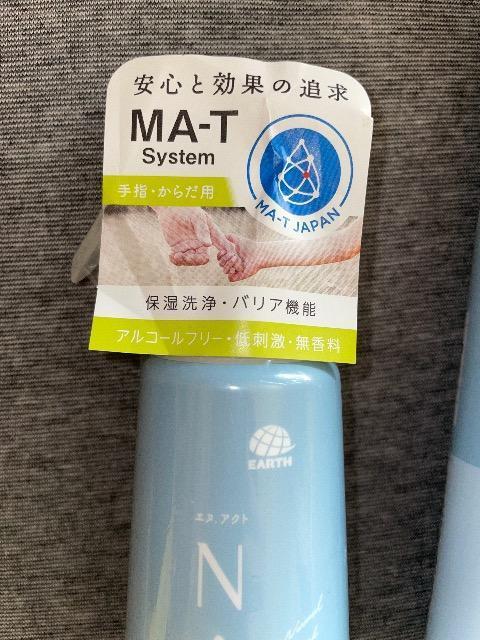 安心と効果の追求
MA-T
System
MA-T JAPAN
手指・からだ用
保湿洗浄・バリア機能
アルコールフリー・低刺激・無香料
EARTH
エヌ.アクト
N